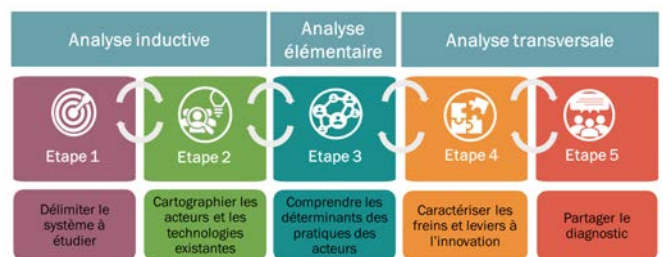 Analyse inductive
Analyse
élémentaire
Analyse transversale
Etape 1
Etape 2
Etape 3
Etape 4
Etape 5
Délimiter le
système à
étudier
Cartographier les
acteurs et les
technologies
existantes
Comprendre les
déterminants des
pratiques des
acteurs
Caractériser les
freins et leviers à
l'innovation
Partager le
diagnostic